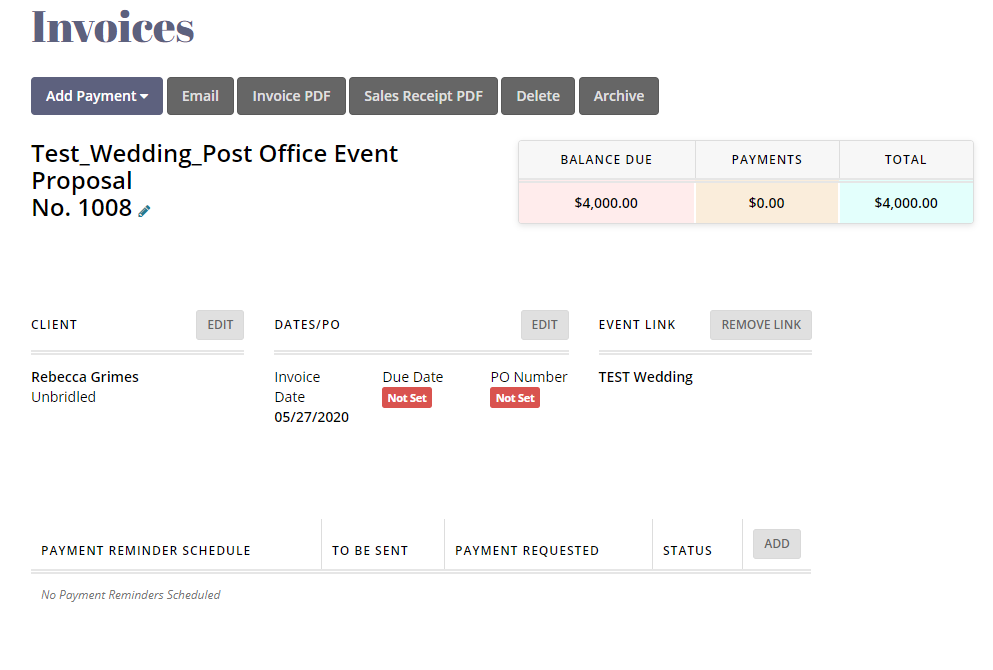 Invoices
Add Payment Email Invoice PDF Sales Receipt PDF Delete Archive
Test_Wedding_Post Office Event
Proposal
No. 1008
BALANCE DUE PAYMENTS TOTAL
$4,000.00 $0.00 $4,000.00
CLIENT EDIT DATES/PO EDIT EVENT LINK REMOVE LINK
Rebecca Grimes
Unbridled
Invoice
Date
05/27/2020
Due Date
Not Set
PO Number
Not Set
TEST Wedding
PAYMENT REMINDER SCHEDULE TO BE SENT PAYMENT REQUESTED STATUS ADD
No Payment Reminders Scheduled